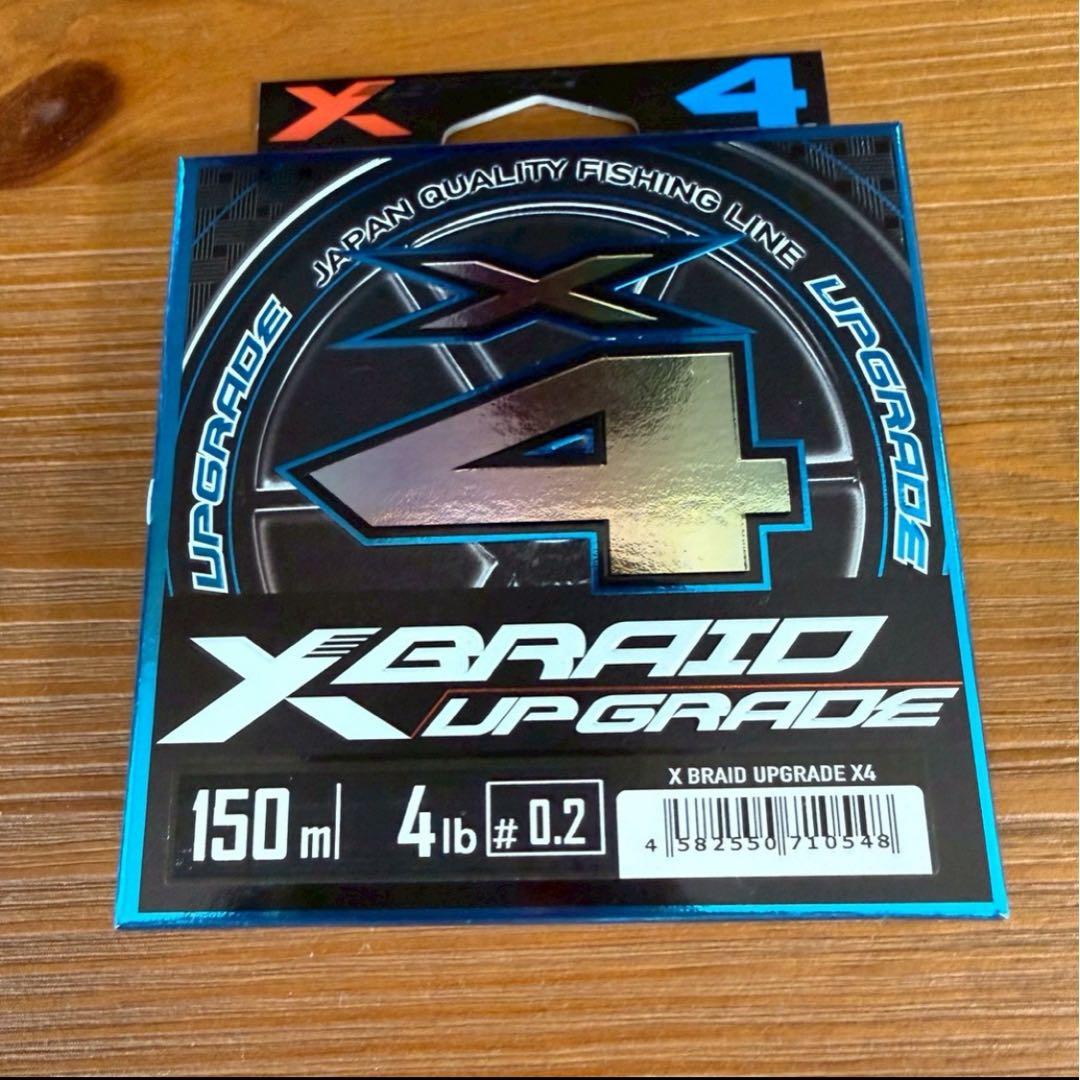 X 4
JAPAN QUALITY FISHING LINE
UPGRADE UPGRADE
X
4
XBRAID
UPGRADE
X BRAID UPGRADE X4
150m 4lb #0.2
4 582550 710548